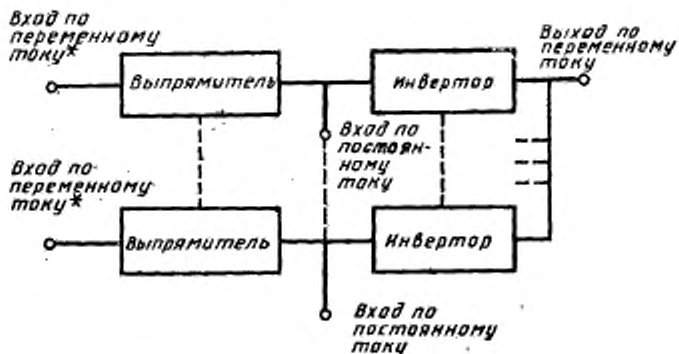 Вход по
переменному
току*
Выпрямитель
Инвертор
Выход по
переменному
току
Вход по
постоян-
ному
току
Вход по
переменному
току*
Выпрямитель
Инвертор
Вход по
постоянному
току